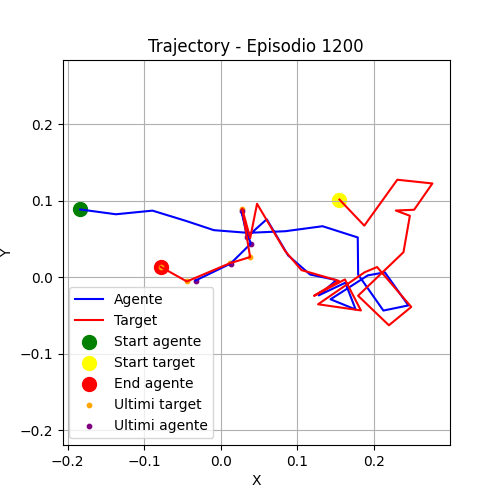 Trajectory - Episodio 1200
Y
0.2
0.1
0.0
−0.1
−0.2
Agente
Target
Start agente
Start target
End agente
Ultimi target
Ultimi agente
−0.2 −0.1 0.0 0.1 0.2
X